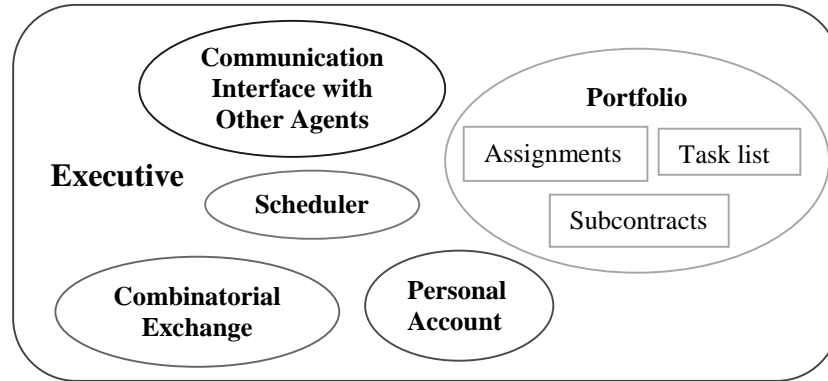 Communication
Interface with
Other Agents
Portfolio
Assignments
Task list
Subcontracts
Executive
Scheduler
Combinatorial
Exchange
Personal
Account